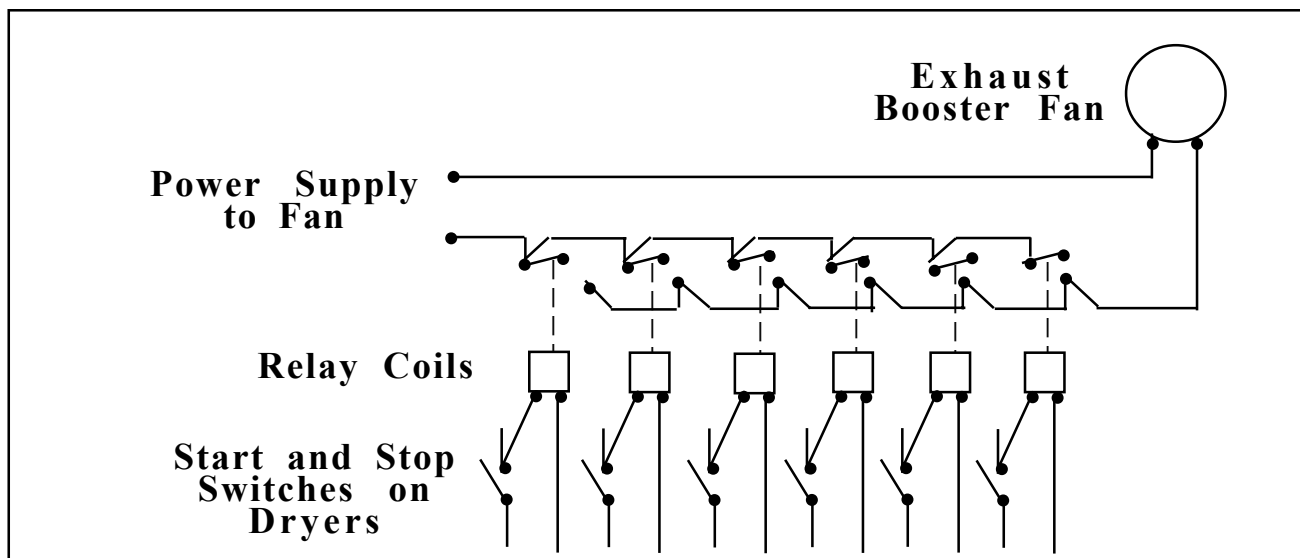 Exhaust
Booster Fan
Power Supply
to Fan
Relay Coils
Start and Stop
Switches on
Dryers